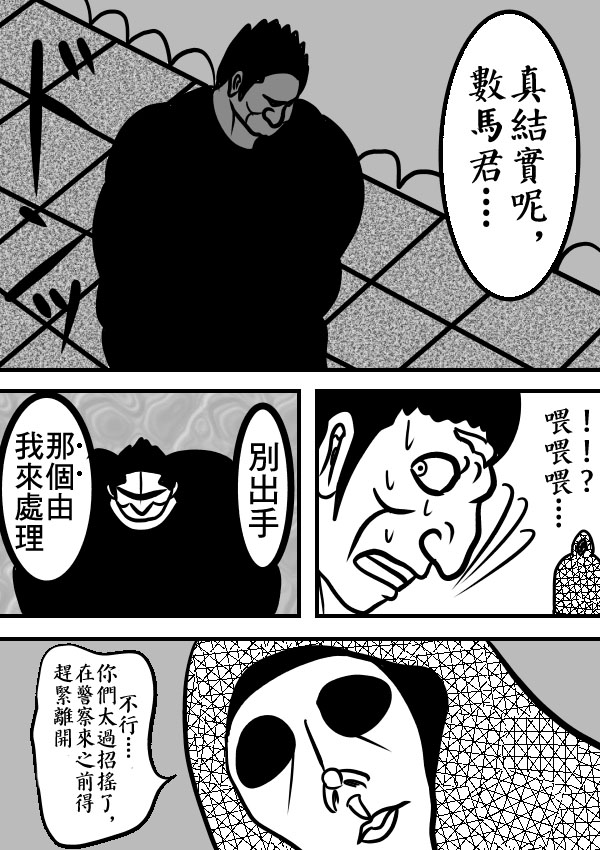 真結實呢，
數馬君⋯⋯
ドドッ
！！？
喂喂喂⋯
別出手
那個由
我來處理
不行⋯⋯
你們太過招搖了，
在警察來之前得
趕緊離開